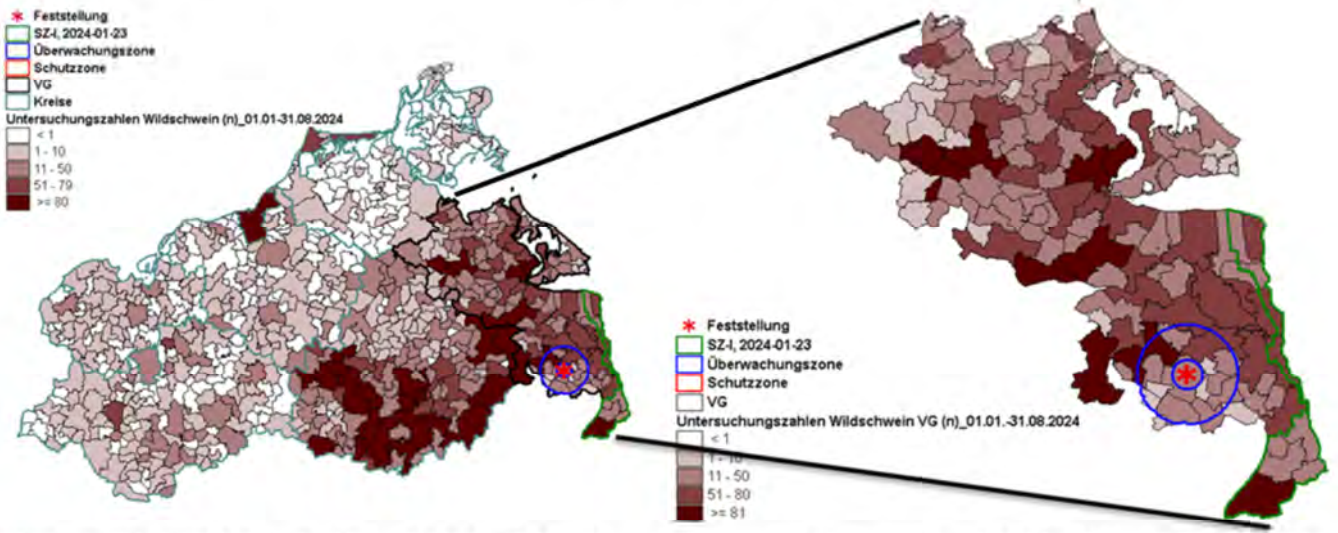 Feststellung
SZ-I, 2024-01-23
Überwachungszone
Schutzzone
VG
Kreise
Untersuchungszahlen Wildschwein (n)_01.01-31.08.2024
< 1
1 - 10
11 - 50
51 - 79
>= 80
Feststellung
SZ-I, 2024-01-23
Überwachungszone
Schutzzone
VG
Untersuchungszahlen Wildschwein VG (n)_01.01.-31.08.2024
< 1
1 - 10
11 - 50
51 - 80
>= 81